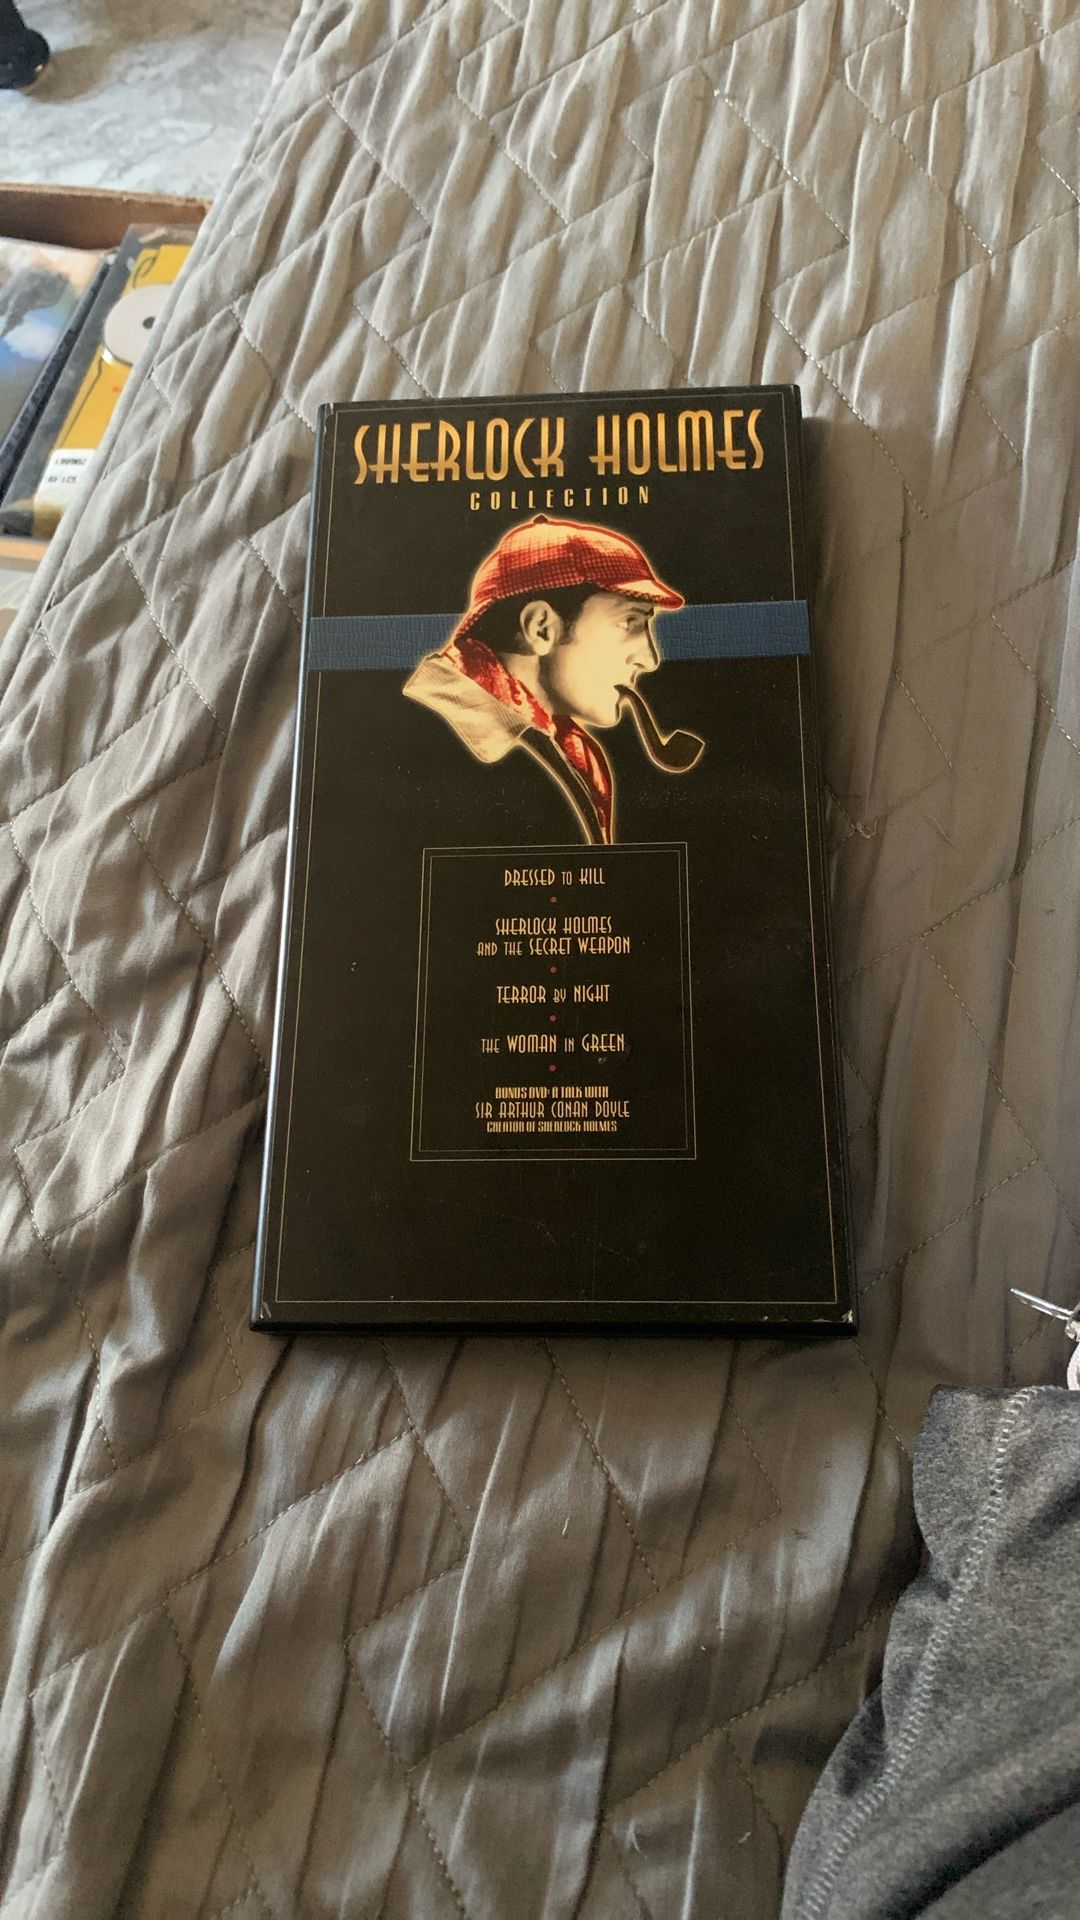 SHERLOCK HOLMES
COLLECTION
DRESSED TO KILL
SHERLOCK HOLMES
AND THE SECRET WEAPON
TERROR BY NIGHT
THE WOMAN IN GREEN
BONUS DVD: A TALK WITH
SIR ARTHUR CONAN DOYLE
CREATOR OF SHERLOCK HOLMES